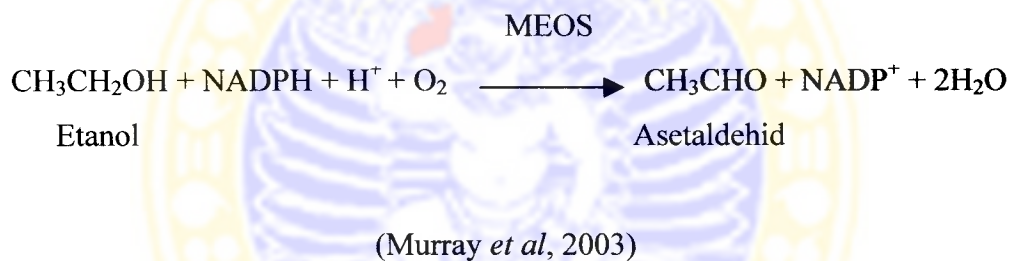 MEOS
CH₃CH₂OH + NADPH + H⁺ + O₂ ⟶ CH₃CHO + NADP⁺ + 2H₂O
Etanol Asetaldehid
(Murray et al, 2003)